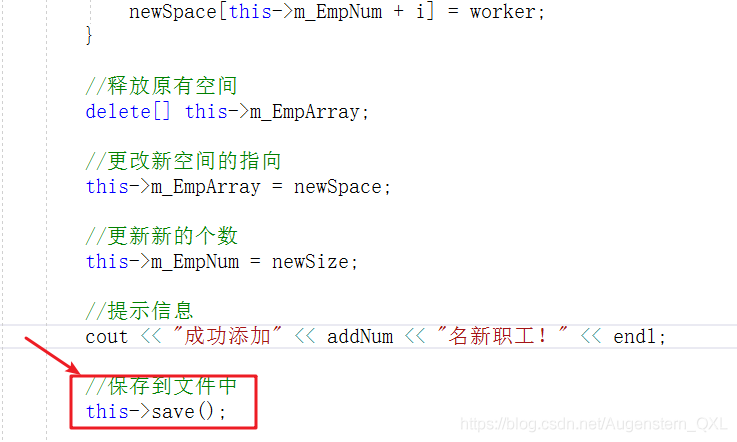 newSpace[this->m_EmpNum + i] = worker;
}
//释放原有空间
delete[] this->m_EmpArray;
//更改新空间的指向
this->m_EmpArray = newSpace;
//更新新的个数
this->m_EmpNum = newSize;
//提示信息
cout << "成功添加" << addNum << "名新职工！" << endl;
//保存到文件中
this->save();
https://blog.csdn.net/Augenstern_QXL